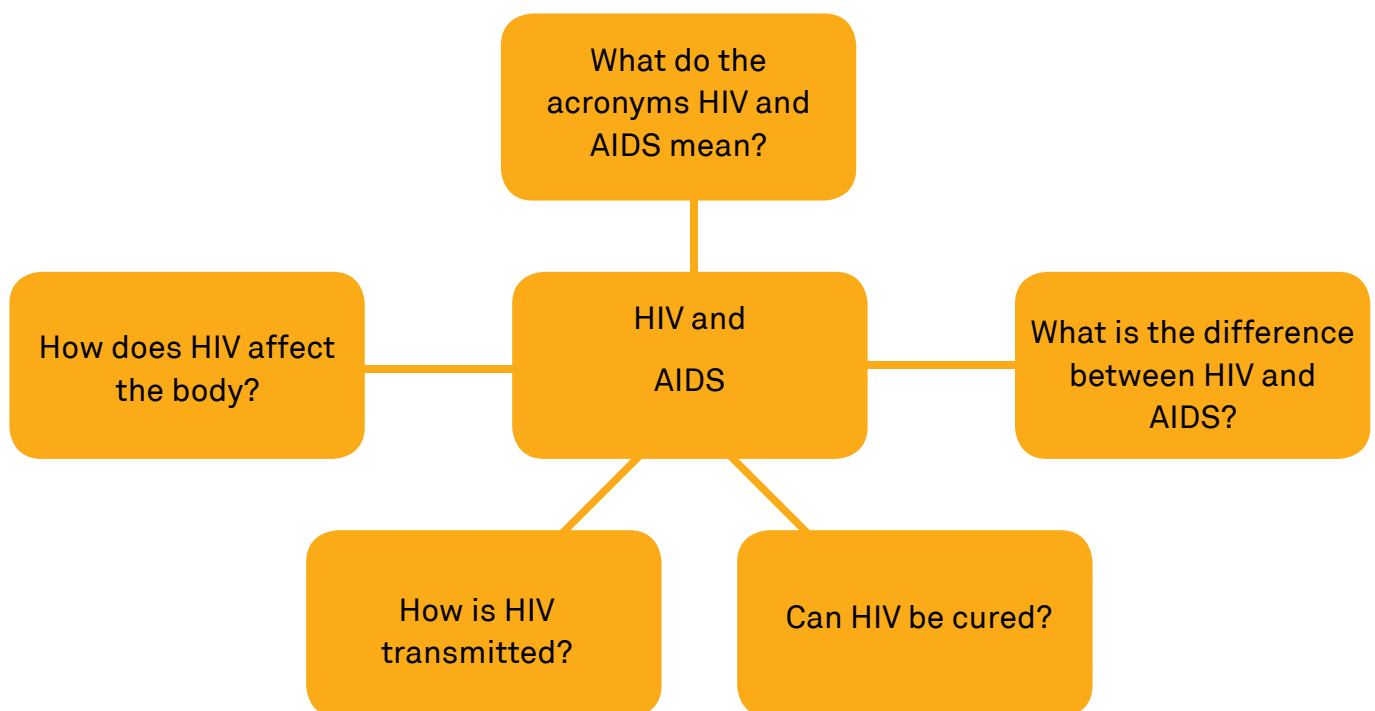 What do the
acronyms HIV and
AIDS mean?
How does HIV affect
the body?
HIV and
AIDS
What is the difference
between HIV and
AIDS?
How is HIV
transmitted?
Can HIV be cured?